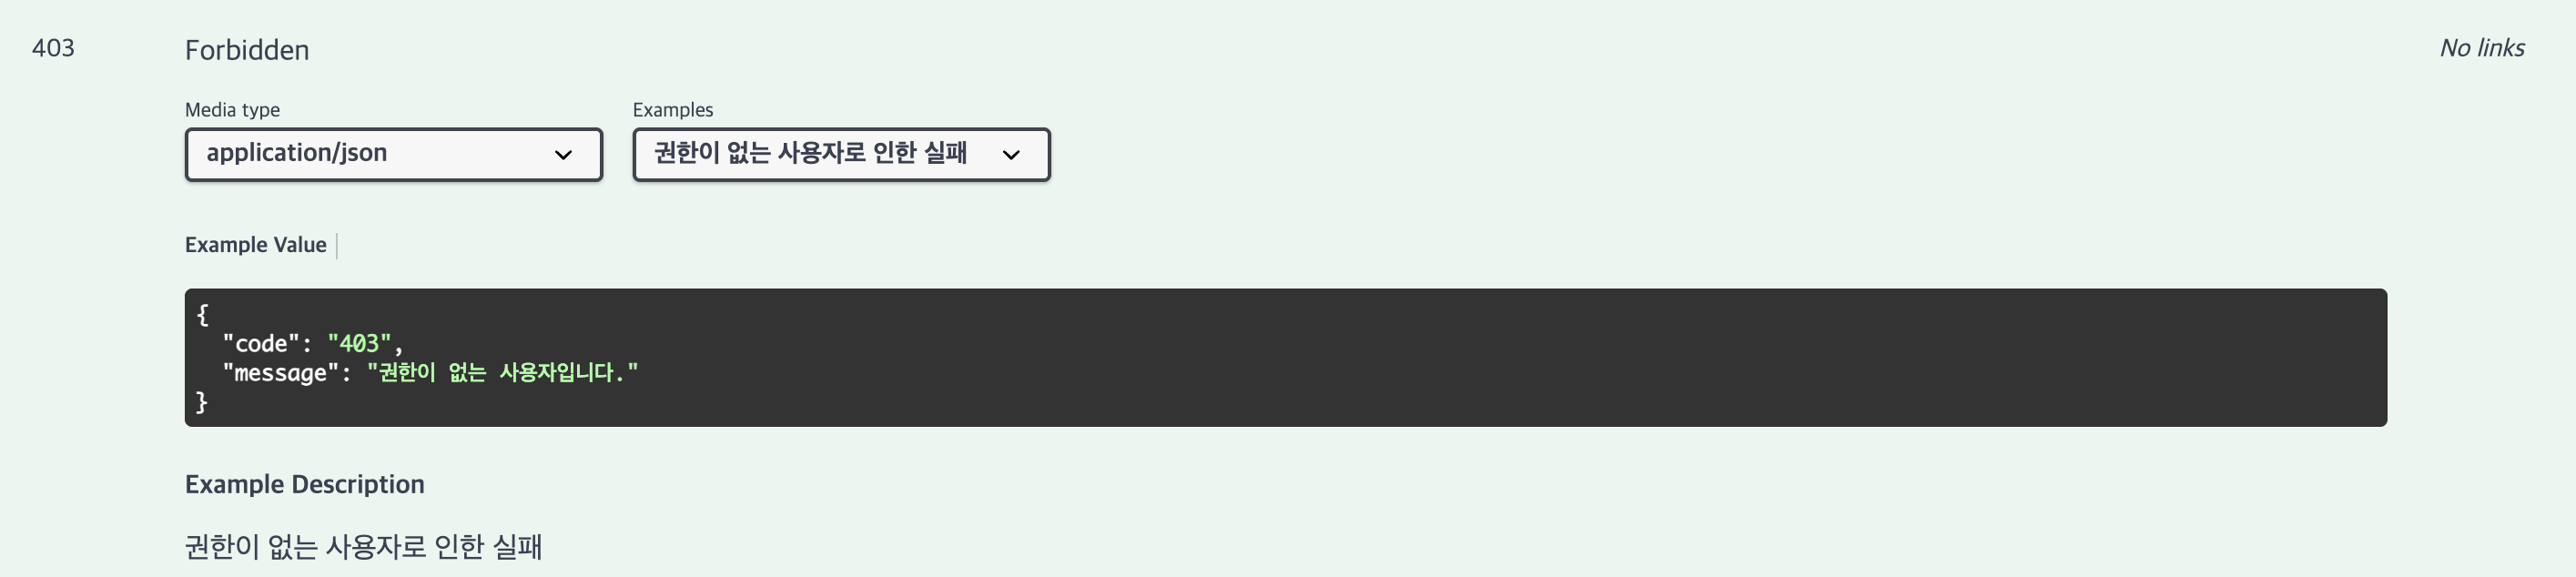 403 Forbidden No links
Media type Examples
application/json 권한이 없는 사용자로 인한 실패
Example Value
{
"code": "403",
"message": "권한이 없는 사용자입니다."
}
Example Description
권한이 없는 사용자로 인한 실패